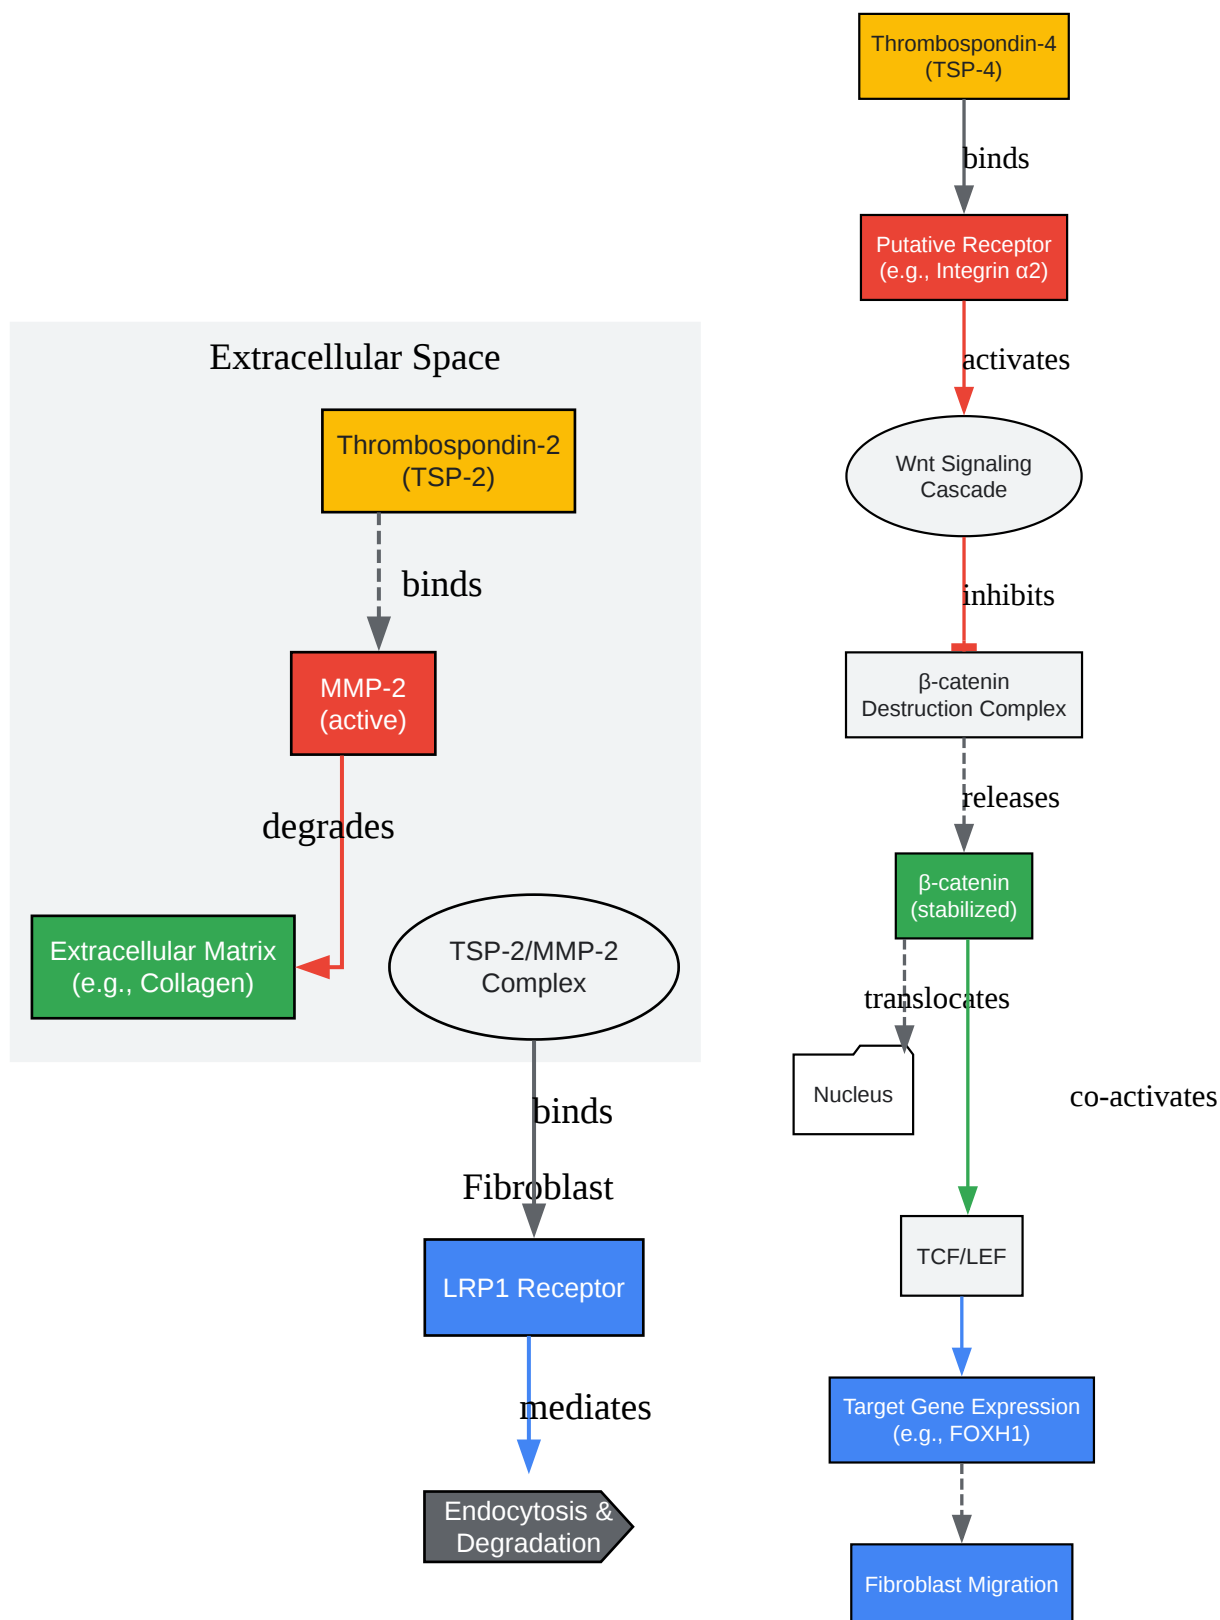 Extracellular Space
Thrombospondin-2
(TSP-2)
binds
MMP-2
(active)
degrades
Extracellular Matrix
(e.g., Collagen)
TSP-2/MMP-2
Complex
binds
Fibroblast
LRP1 Receptor
mediates
Endocytosis &
Degradation
Thrombospondin-4
(TSP-4)
binds
Putative Receptor
(e.g., Integrin α2)
activates
Wnt Signaling
Cascade
inhibits
β-catenin
Destruction Complex
releases
β-catenin
(stabilized)
translocates
Nucleus
co-activates
TCF/LEF
Target Gene Expression
(e.g., FOXH1)
Fibroblast Migration